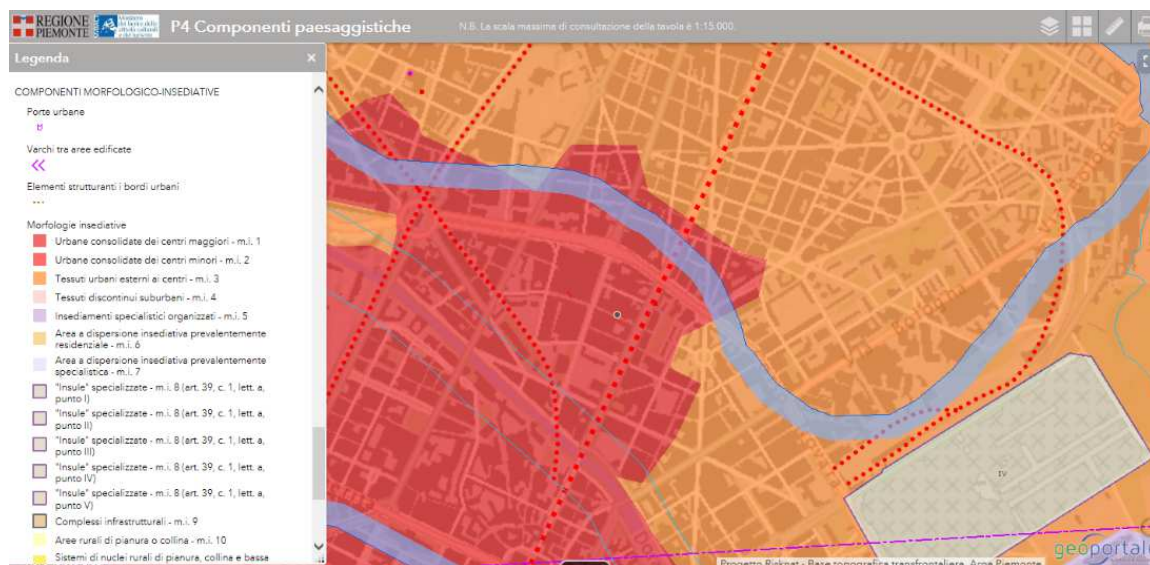 REGIONE
PIEMONTE
P4 Componenti paesaggistiche
N.B. La scala massima di consultazione della tavola è 1:15.000.
Legenda
×
COMPONENTI MORFOLOGICO-INSEDIATIVE
Porte urbane
Varchi tra aree edificate
Elementi strutturanti i bordi urbani
Morfologie insediative
Urbane consolidate dei centri maggiori - m.i. 1
Urbane consolidate dei centri minori - m.i. 2
Tessuti urbani esterni ai centri - m.i. 3
Tessuti discontinui suburbani - m.i. 4
Insediamenti specialistici organizzati - m.i. 5
Area a dispersione insediativa prevalentemente
residenziale - m.i. 6
Area a dispersione insediativa prevalentemente
specialistica - m.i. 7
"Insule" specializzate - m.i. 8 (art. 39, c. 1, lett. a,
punto I)
"Insule" specializzate - m.i. 8 (art. 39, c. 1, lett. a,
punto II)
"Insule" specializzate - m.i. 8 (art. 39, c. 1, lett. a,
punto III)
"Insule" specializzate - m.i. 8 (art. 39, c. 1, lett. a,
punto IV)
"Insule" specializzate - m.i. 8 (art. 39, c. 1, lett. a,
punto V)
Complessi infrastrutturali - m.i. 9
Aree rurali di pianura o collina - m.i. 10
Sistemi di nuclei rurali di pianura, collina e bassa
Bologna
IV
geoportale
Progetto Risknat - Base topografica transfrontaliera, Arpa Piemonte